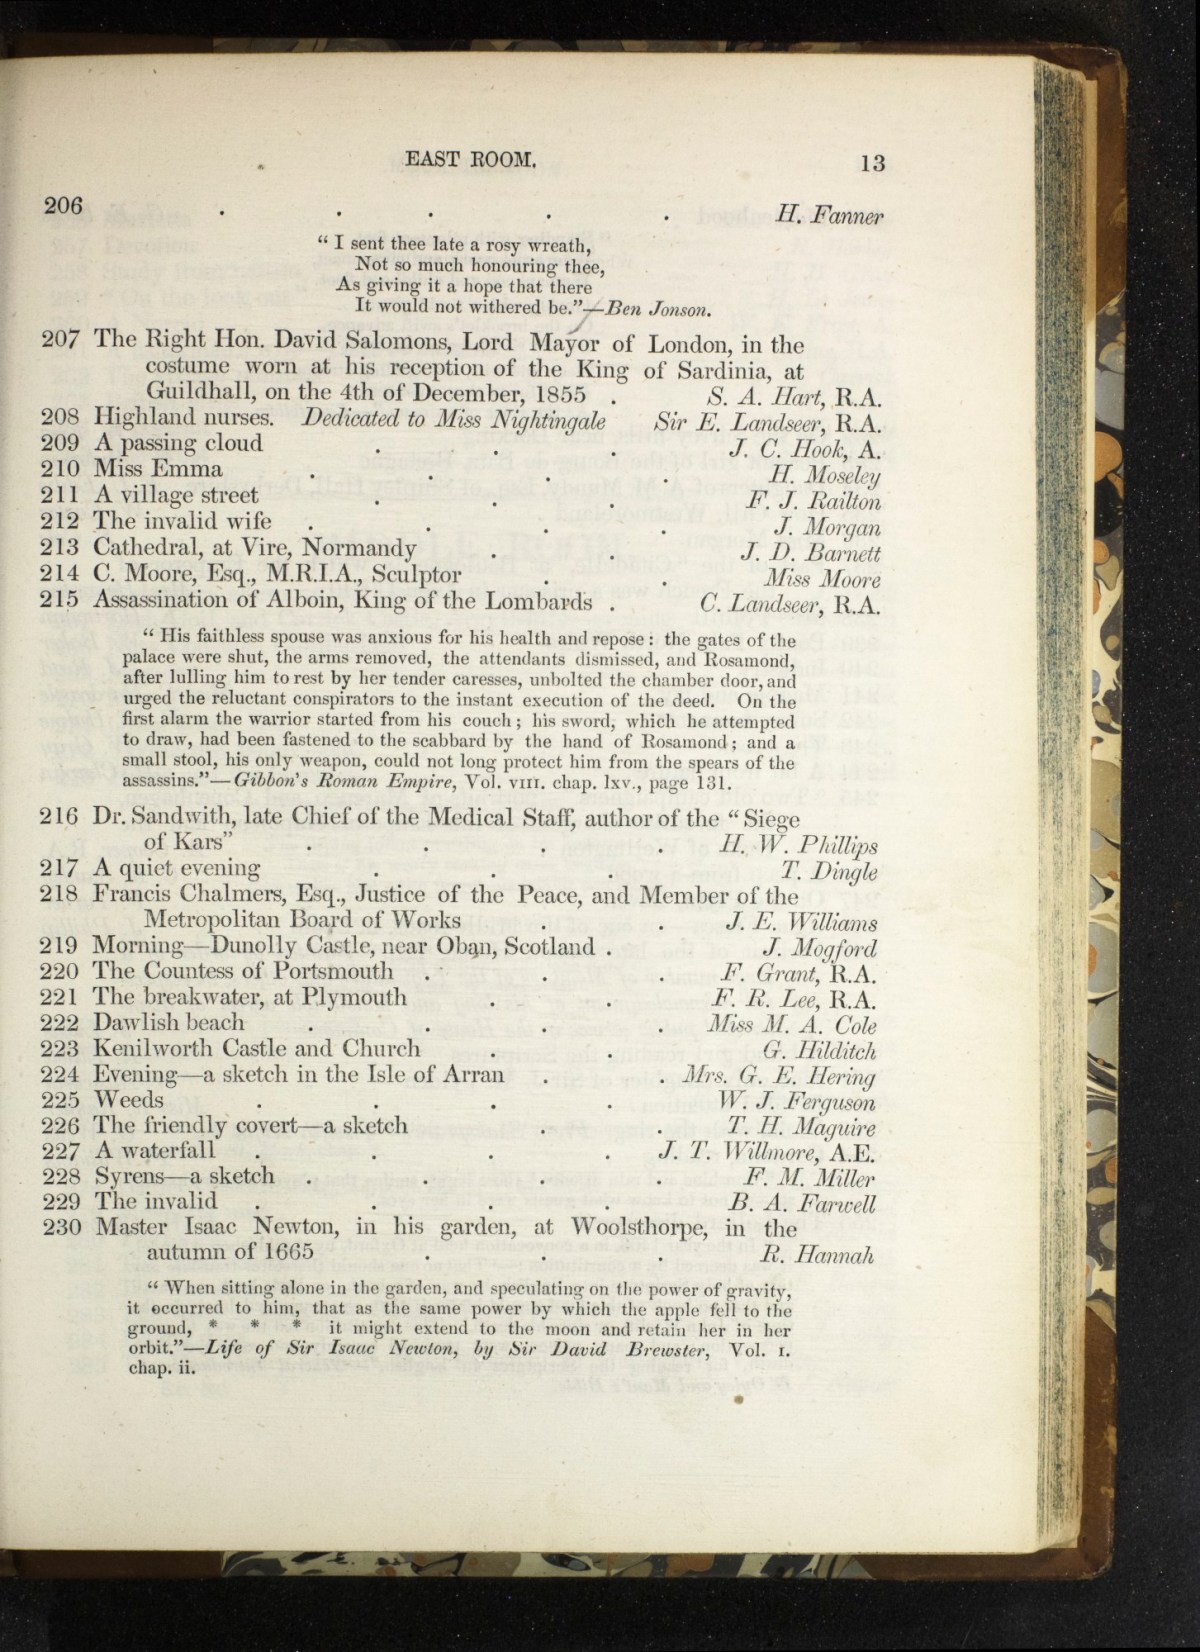 EAST ROOM. 13
206 . . . . . H. Fanner
“ I sent thee late a rosy wreath,
Not so much honouring thee,
As giving it a hope that there
It would not withered be.”—Ben Jonson.
207 The Right Hon. David Salomons, Lord Mayor of London, in the
costume worn at his reception of the King of Sardinia, at
Guildhall, on the 4th of December, 1855 . S. A. Hart, R.A.
208 Highland nurses. Dedicated to Miss Nightingale Sir E. Landseer, R.A.
209 A passing cloud . . . J. C. Hook, A.
210 Miss Emma . . . . H. Moseley
211 A village street . . . F. J. Railton
212 The invalid wife . . . . J. Morgan
213 Cathedral, at Vire, Normandy . . J. D. Barnett
214 C. Moore, Esq., M.R.I.A., Sculptor . . Miss Moore
215 Assassination of Alboin, King of the Lombards . C. Landseer, R.A.
“ His faithless spouse was anxious for his health and repose : the gates of the
palace were shut, the arms removed, the attendants dismissed, and Rosamond,
after lulling him to rest by her tender caresses, unbolted the chamber door, and
urged the reluctant conspirators to the instant execution of the deed. On the
first alarm the warrior started from his couch ; his sword, which he attempted
to draw, had been fastened to the scabbard by the hand of Rosamond ; and a
small stool, his only weapon, could not long protect him from the spears of the
assassins.”—Gibbon's Roman Empire, Vol. VIII. chap. lxv., page 131.
216 Dr. Sandwith, late Chief of the Medical Staff, author of the “ Siege
of Kars” . . . . H. W. Phillips
217 A quiet evening . . . T. Dingle
218 Francis Chalmers, Esq., Justice of the Peace, and Member of the
Metropolitan Board of Works . . J. E. Williams
219 Morning—Dunolly Castle, near Oban, Scotland . J. Mogford
220 The Countess of Portsmouth . . . F. Grant, R.A.
221 The breakwater, at Plymouth . . F. R. Lee, R.A.
222 Dawlish beach . . . . Miss M. A. Cole
223 Kenilworth Castle and Church . . G. Hilditch
224 Evening—a sketch in the Isle of Arran . . Mrs. G. E. Hering
225 Weeds . . . . W. J. Ferguson
226 The friendly covert—a sketch . . T. H. Maguire
227 A waterfall . . . . J. T. Willmore, A.E.
228 Syrens—a sketch . . . . F. M. Miller
229 The invalid . . . . B. A. Farwell
230 Master Isaac Newton, in his garden, at Woolsthorpe, in the
autumn of 1665 . . . R. Hannah
“ When sitting alone in the garden, and speculating on the power of gravity,
it occurred to him, that as the same power by which the apple fell to the
ground, * * * it might extend to the moon and retain her in her
orbit.”—Life of Sir Isaac Newton, by Sir David Brewster, Vol. I.
chap. ii.